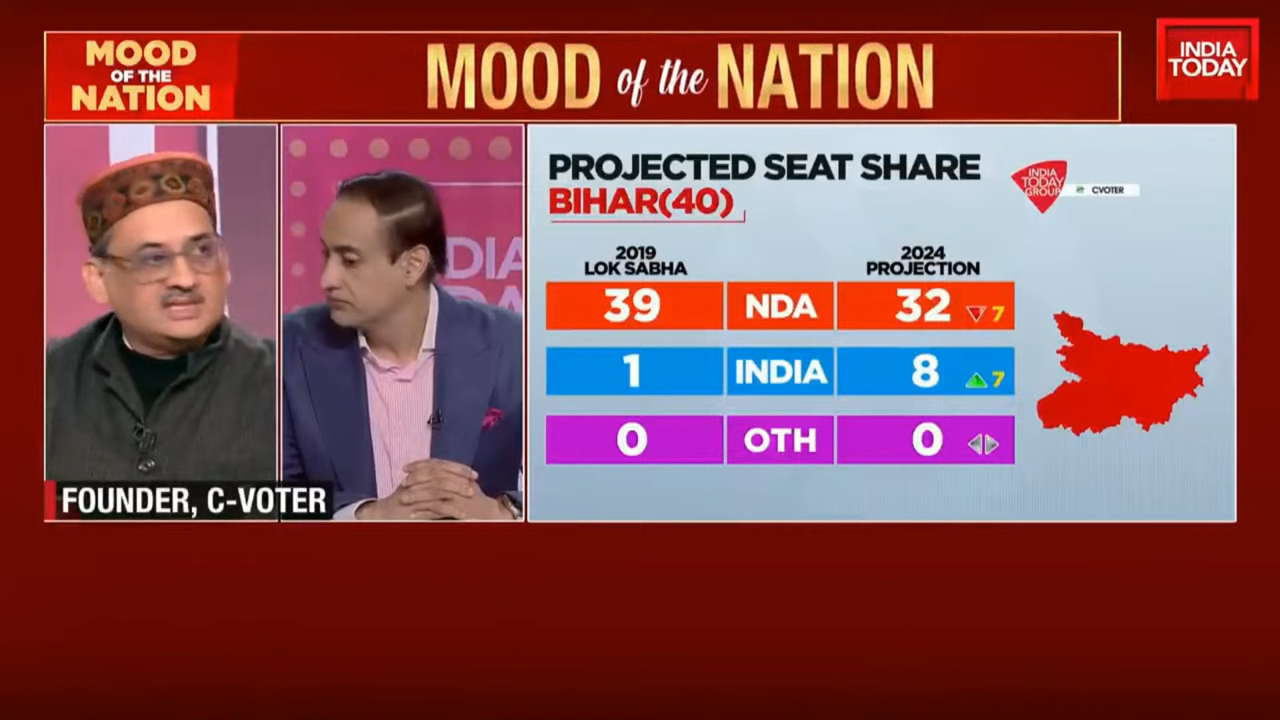 MOOD
OF THE
NATION
MOOD of the NATION
INDIA
TODAY
PROJECTED SEAT SHARE
BIHAR(40)
INDIA
TODAY
GROUP
CVOTER
2019
LOK SABHA
2024
PROJECTION
39 NDA 32 7
1 INDIA 8 7
0 OTH 0
FOUNDER, C-VOTER